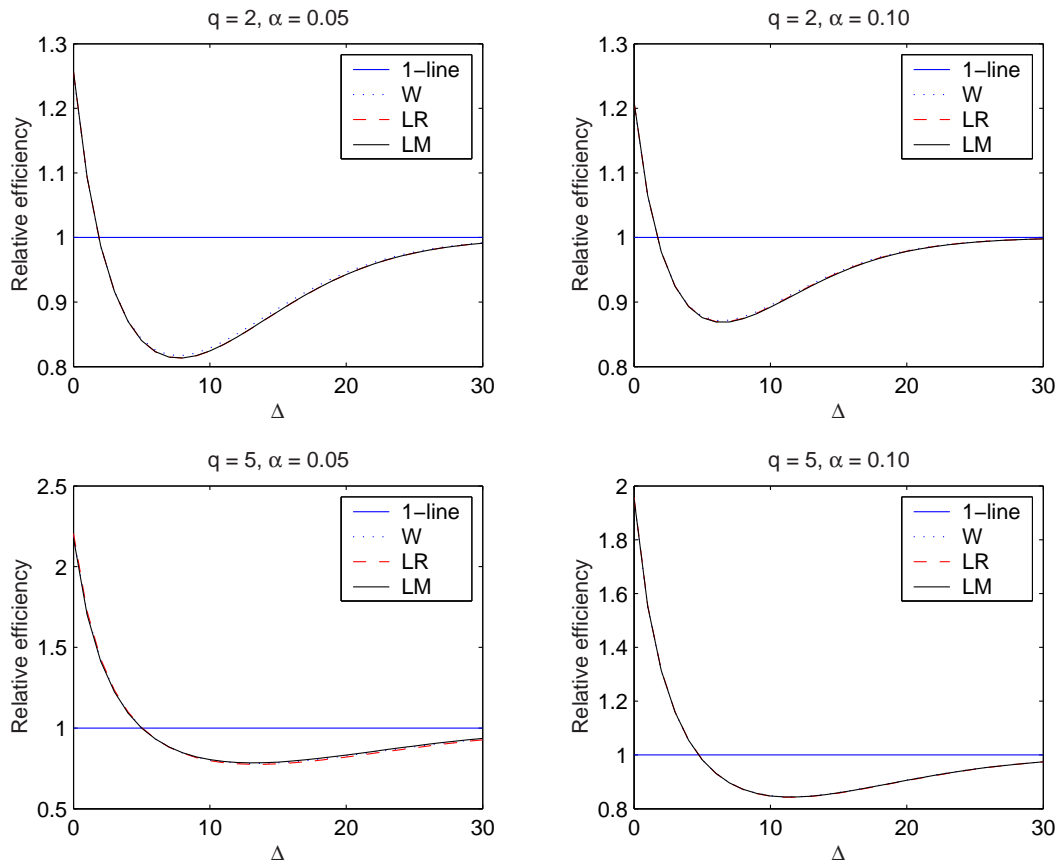 q = 2, α = 0.05
Relative efficiency
1.3
1.2
1.1
1
0.9
0.8
0
10
20
30
Δ
1−line
W
LR
LM
q = 2, α = 0.10
Relative efficiency
1.3
1.2
1.1
1
0.9
0.8
0
10
20
30
Δ
1−line
W
LR
LM
q = 5, α = 0.05
Relative efficiency
2.5
2
1.5
1
0.5
0
10
20
30
Δ
1−line
W
LR
LM
q = 5, α = 0.10
Relative efficiency
2
1.8
1.6
1.4
1.2
1
0.8
0
10
20
30
Δ
1−line
W
LR
LM